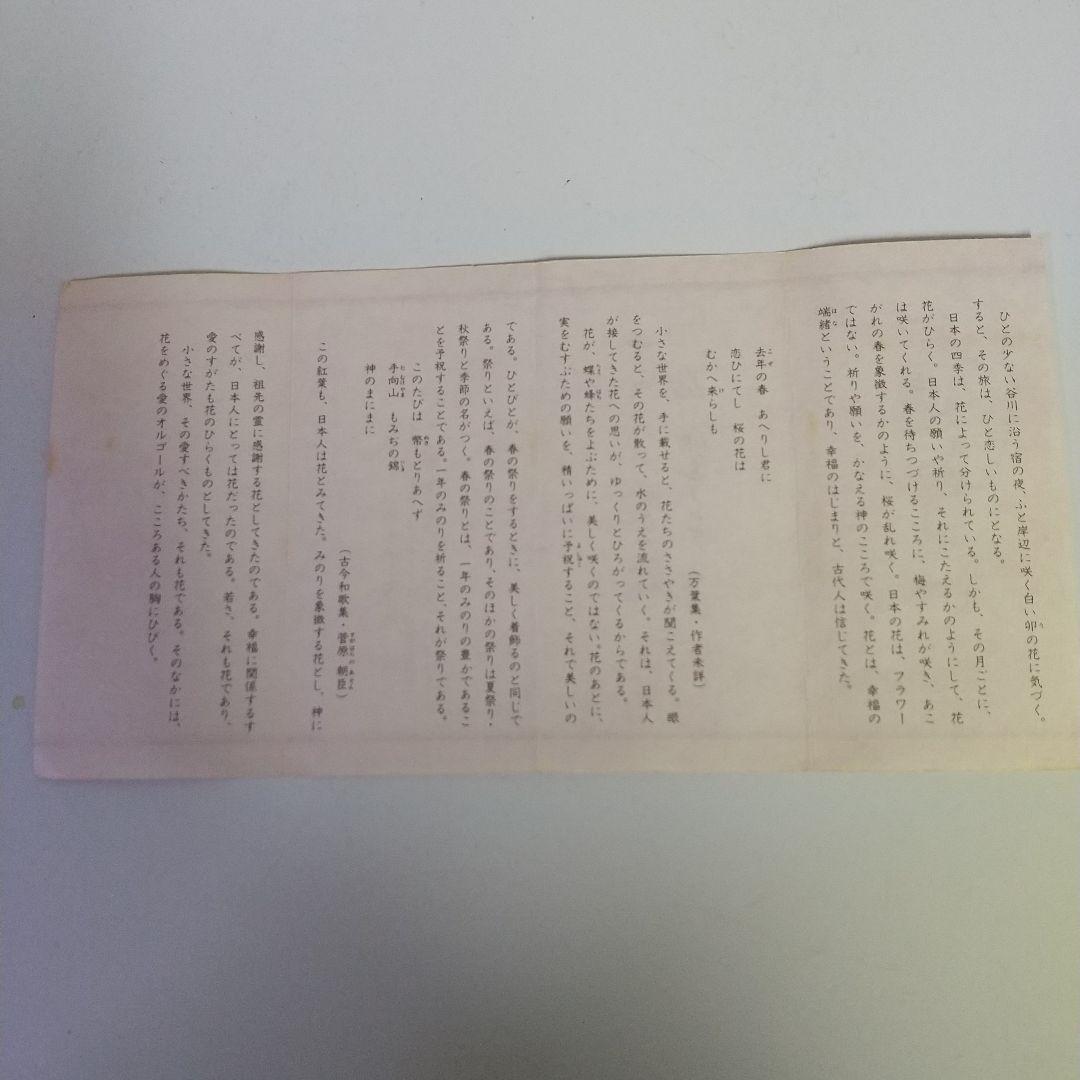 ひとの少ない谷川に沿う宿の夜、ふと岸辺に咲く白い卯の花に気づく。
すると、その旅は、ひと恋しいものにとなる。
日本の四季は、花によって分けられている。しかも、その月ごとに、
花がひらく。日本人の願いや祈り、それにこたえるかのようにして、花
は咲いてくれる。春を待ちつづけるこころに、梅やすみれが咲き、あこ
がれの春を象徴するかのように、桜が乱れ咲く。日本の花は、フラワー
ではない。祈りや願いを、かなえる神のこころで咲く。花とは、幸福の
端緒ということであり、幸福のはじまりと、古代人は信じてきた。
去年の春 あへりし君に
恋ひにてし 桜の花は
むかへ来らしも
(万葉集・作者未詳)
小さな世界を、手に載せると、花たちのささやきが聞こえてくる。眼
をつむると、その花が散って、水のうえを流れていく。それは、日本人
が接してきた花への思いが、ゆっくりとひろがってくるからである。
花が、蝶や蜂たちをよぶために、美しく咲くのではない。花のあとに、
実をむすぶための願いを、精いっぱいに予祝すること、それで美しいの
である。ひとびとが、春の祭りをするときに、美しく着飾るのと同じで
ある。祭りといえば、春の祭りのことであり、そのほかの祭りは夏祭り・
秋祭りと季節の名がつく。春の祭りとは、一年のみのりの豊かであるこ
とを予祝することである。一年のみのりを祈ること、それが祭りである。
このたびは 幣もとりあへず
手向山 もみぢの錦
神のまにまに
(古今和歌集・菅原朝臣)
この紅葉も、日本人は花とみてきた。みのりを象徴する花とし、神に
感謝し、祖先の霊に感謝する花としてきたのである。幸福に関係するす
べてが、日本人にとっては花だったのである。若さ、それも花であり、
愛のすがたも花のひらくものとしてきた。
小さな世界、その愛すべきかたち、それも花である。そのなかには、
花をめぐる愛のオルゴールが、こころある人の胸にひびく。